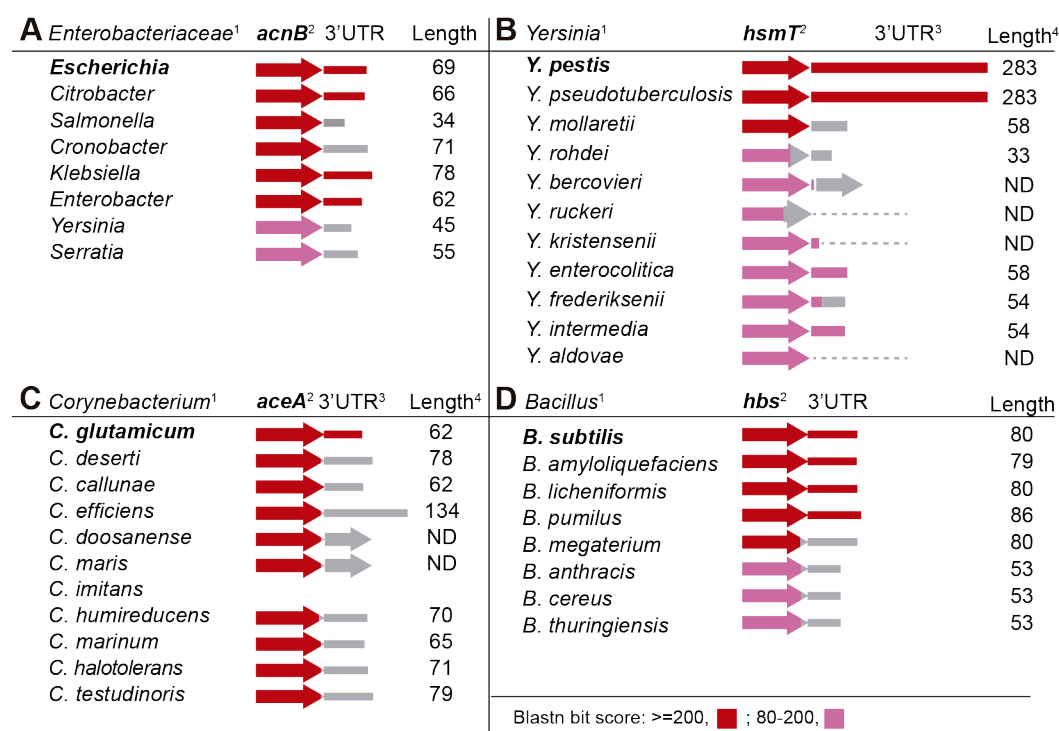 A Enterobacteriaceae¹ acnB² 3’UTR Length
Escherichia 69
Citrobacter 66
Salmonella 34
Cronobacter 71
Klebsiella 78
Enterobacter 62
Yersinia 45
Serratia 55
B Yersinia¹ hsmT² 3’UTR³ Length⁴
Y. pestis 283
Y. pseudotuberculosis 283
Y. mollaretii 58
Y. rohdei 33
Y. bercovieri ND
Y. ruckeri ND
Y. kristensenii ND
Y. enterocolitica 58
Y. frederiksenii 54
Y. intermedia 54
Y. aldovae ND
C Corynebacterium¹ aceA² 3’UTR³ Length⁴
C. glutamicum 62
C. deserti 78
C. callunae 62
C. efficiens 134
C. doosanense ND
C. maris ND
C. imitans
C. humireducens 70
C. marinum 65
C. halotolerans 71
C. testudinoris 79
D Bacillus¹ hbs² 3’UTR Length
B. subtilis 80
B. amyloliquefaciens 79
B. licheniformis 80
B. pumilus 86
B. megaterium 80
B. anthracis 53
B. cereus 53
B. thuringiensis 53
Blastn bit score: >=200, ; 80-200,